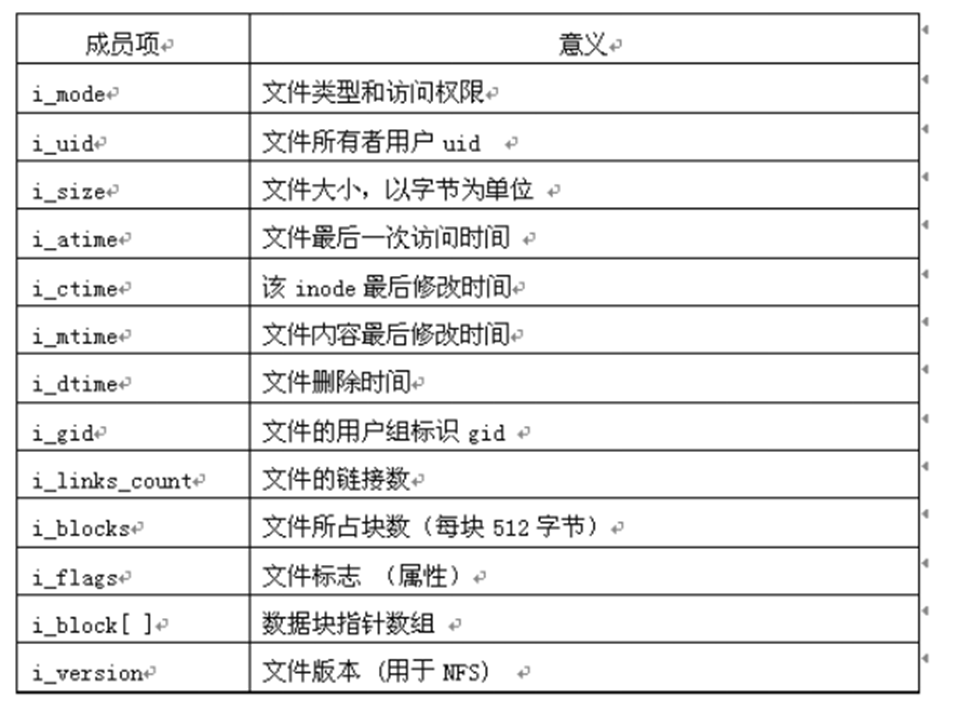 成员项 意义
i_mode 文件类型和访问权限
i_uid 文件所有者用户 uid
i_size 文件大小，以字节为单位
i_atime 文件最后一次访问时间
i_ctime 该 inode 最后修改时间
i_mtime 文件内容最后修改时间
i_dtime 文件删除时间
i_gid 文件的用户组标识 gid
i_links_count 文件的链接数
i_blocks 文件所占块数（每块 512 字节）
i_flags 文件标志 （属性）
i_block[ ] 数据块指针数组
i_version 文件版本 (用于 NFS)